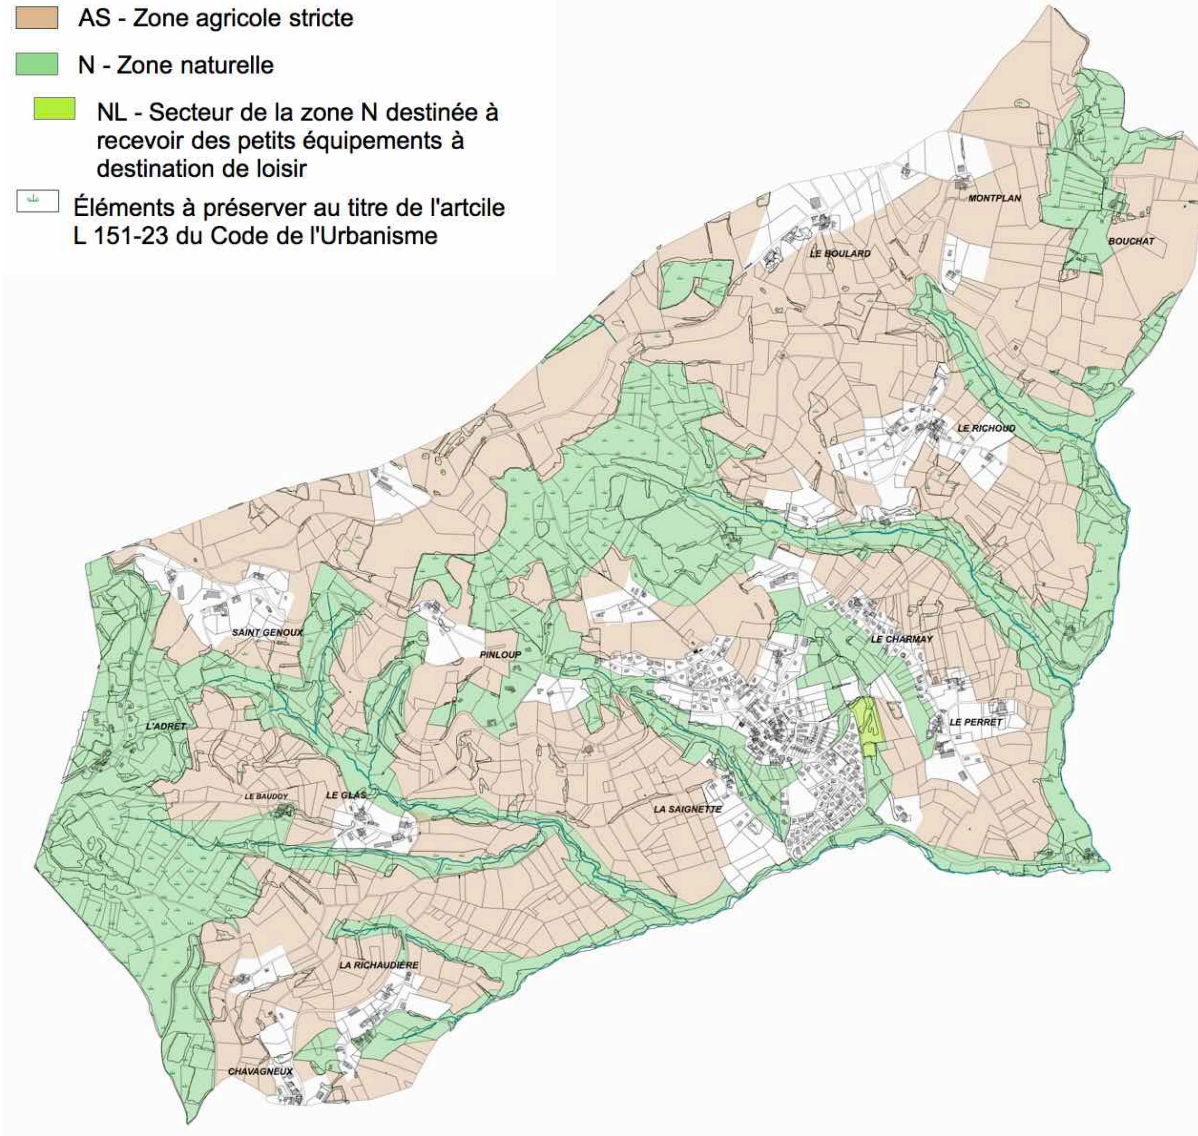 AS - Zone agricole stricte
N - Zone naturelle
NL - Secteur de la zone N destinée à
recevoir des petits équipements à
destination de loisir
Éléments à préserver au titre de l'artcile
L 151-23 du Code de l'Urbanisme
MONTPLAN
BOUCHAT
LE BOULARD
LE RICHOUD
SAINT GENOUX
PINLOUP
LE CHARMAY
L'ADRET
LE PERRET
LE BAUDOY
LE GLAS
LA SAIGNETTE
LA RICHAUDIÈRE
CHAVAGNEUX